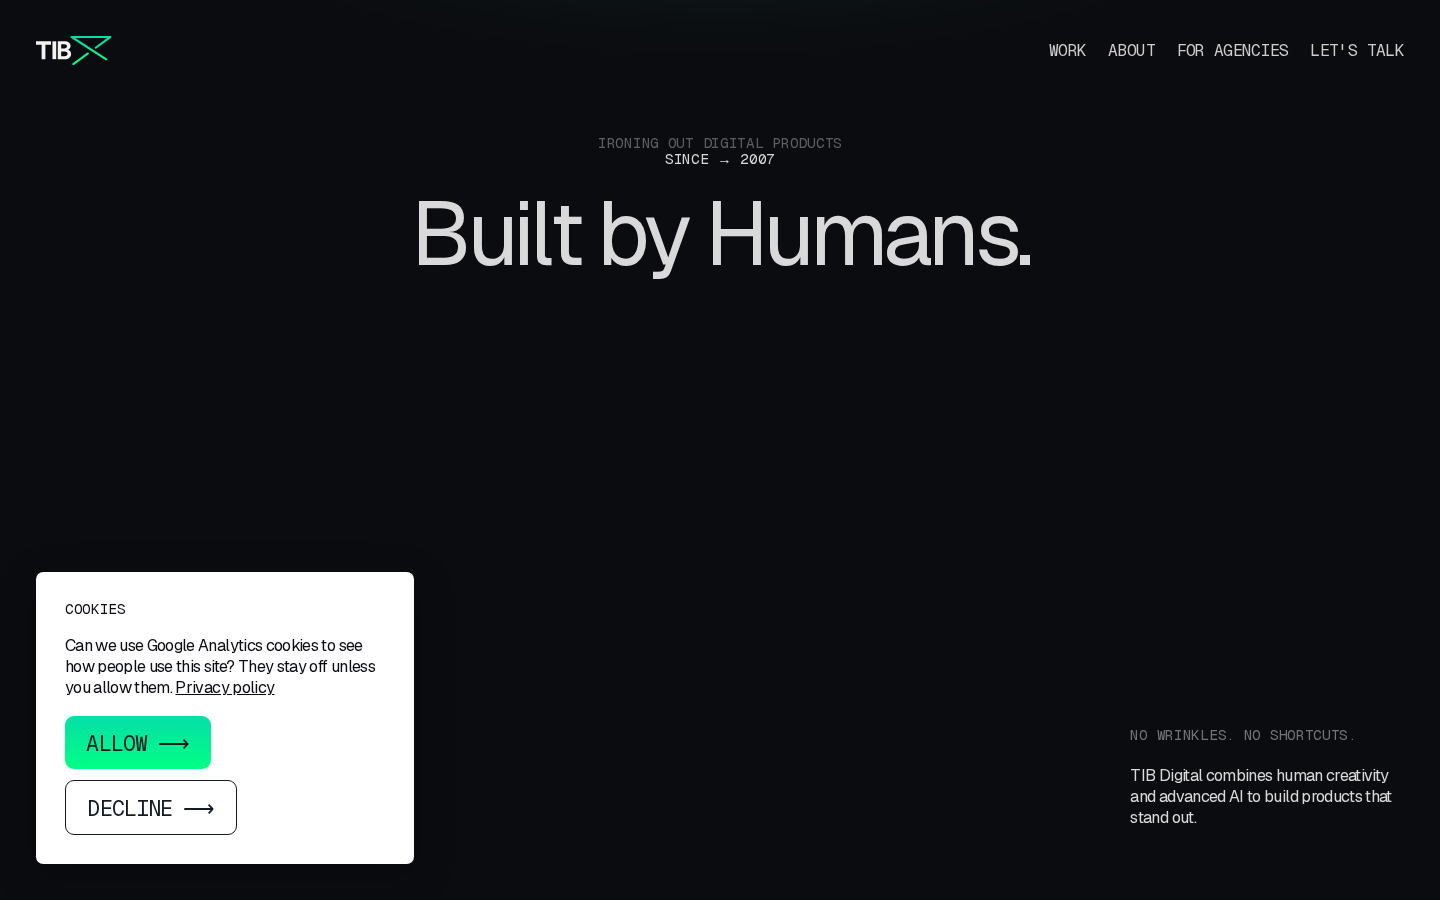 TIB
WORK ABOUT FOR AGENCIES LET'S TALK
IRONING OUT DIGITAL PRODUCTS
SINCE → 2007
Built by Humans.
COOKIES
Can we use Google Analytics cookies to see
how people use this site? They stay off unless
you allow them. Privacy policy
ALLOW ⟶
DECLINE ⟶
NO WRINKLES. NO SHORTCUTS.
TIB Digital combines human creativity
and advanced AI to build products that
stand out.